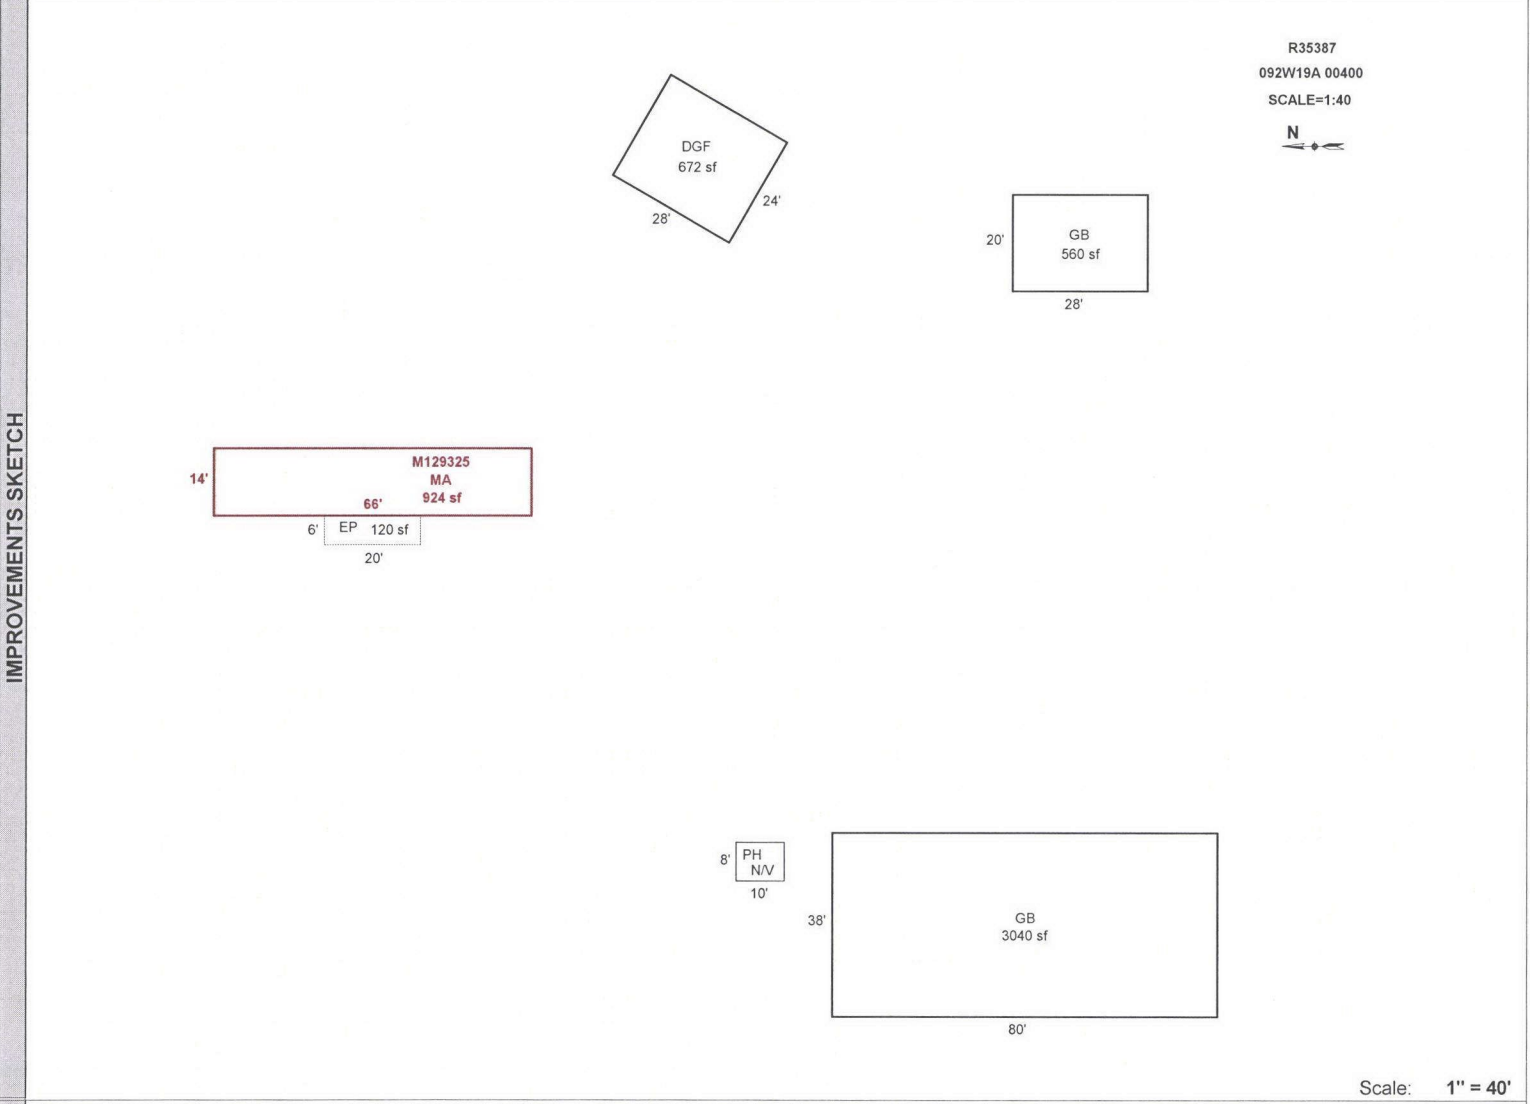 R35387
092W19A 00400
SCALE=1:40
N
DGF
672 sf
24'
28'
GB
560 sf
20'
28'
IMPROVEMENTS SKETCH
M129325
MA
924 sf
14'
66'
6'
EP 120 sf
20'
8'
PH
N/V
10'
38'
GB
3040 sf
80'
Scale: 1" = 40'